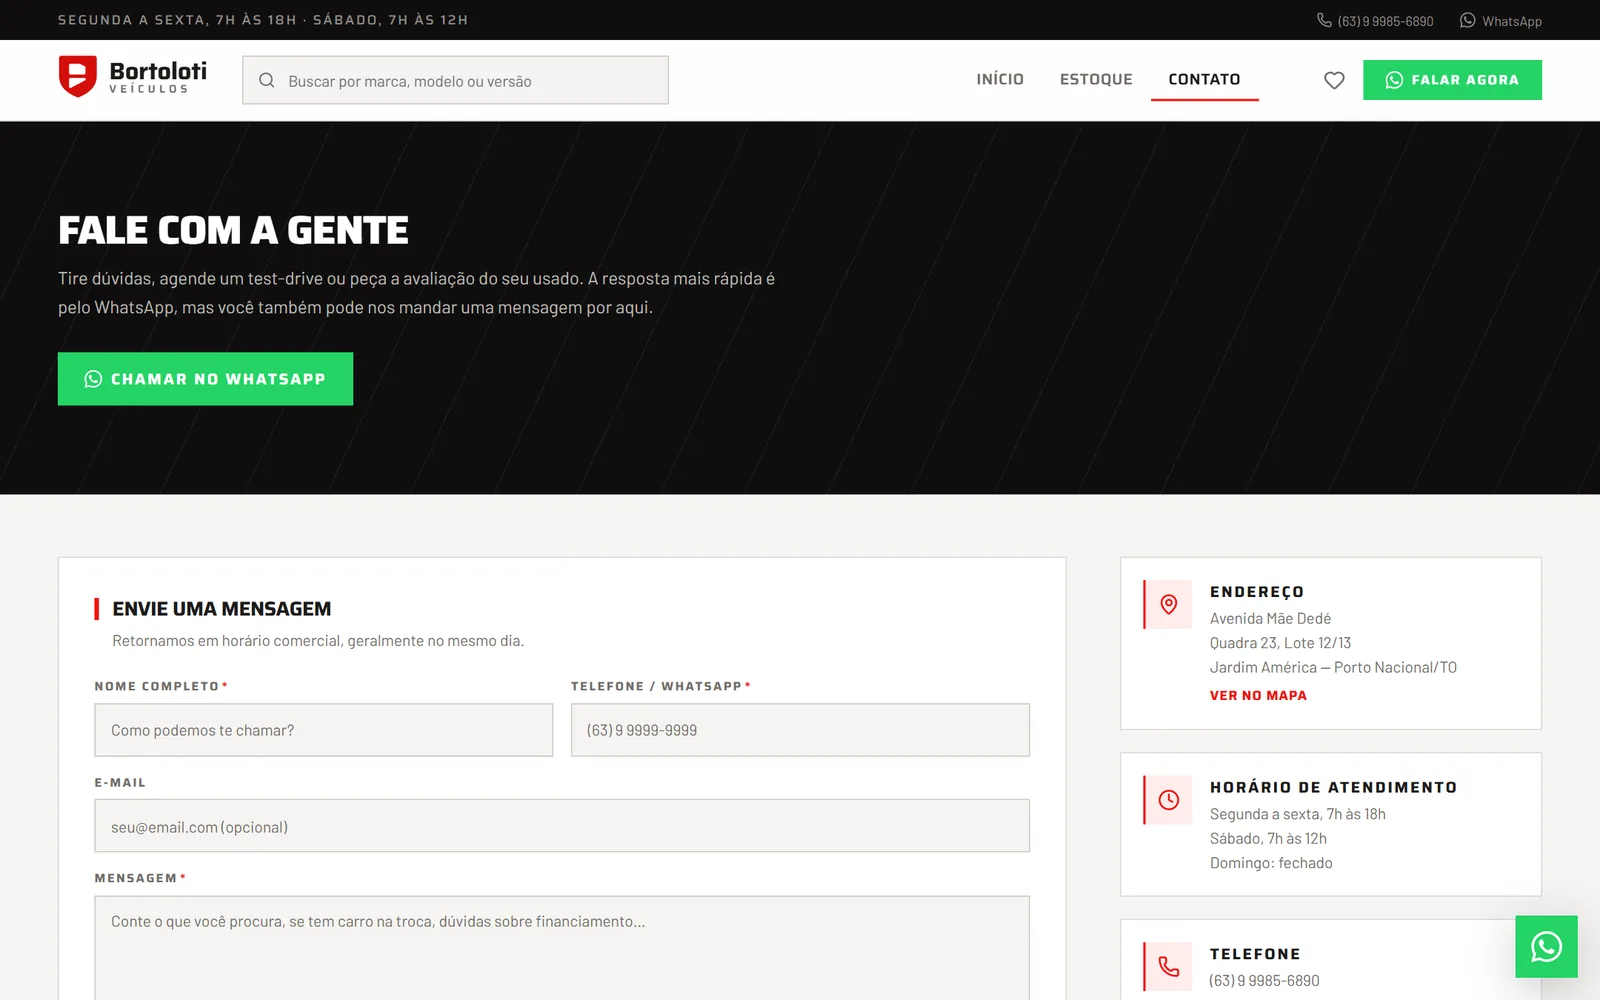 SEGUNDA A SEXTA, 7H ÀS 18H · SÁBADO, 7H ÀS 12H
(63) 9 9985-6890
WhatsApp
Bortoloti
VEÍCULOS
Buscar por marca, modelo ou versão
INÍCIO
ESTOQUE
CONTATO
FALAR AGORA
FALE COM A GENTE
Tire dúvidas, agende um test-drive ou peça a avaliação do seu usado. A resposta mais rápida é
pelo WhatsApp, mas você também pode nos mandar uma mensagem por aqui.
CHAMAR NO WHATSAPP
ENVIE UMA MENSAGEM
Retornamos em horário comercial, geralmente no mesmo dia.
NOME COMPLETO *
TELEFONE / WHATSAPP *
Como podemos te chamar?
(63) 9 9999-9999
E-MAIL
seu@email.com (opcional)
MENSAGEM *
Conte o que você procura, se tem carro na troca, dúvidas sobre financiamento...
ENDEREÇO
Avenida Mãe Dedé
Quadra 23, Lote 12/13
Jardim América — Porto Nacional/TO
VER NO MAPA
HORÁRIO DE ATENDIMENTO
Segunda a sexta, 7h às 18h
Sábado, 7h às 12h
Domingo: fechado
TELEFONE
(63) 9 9985-6890